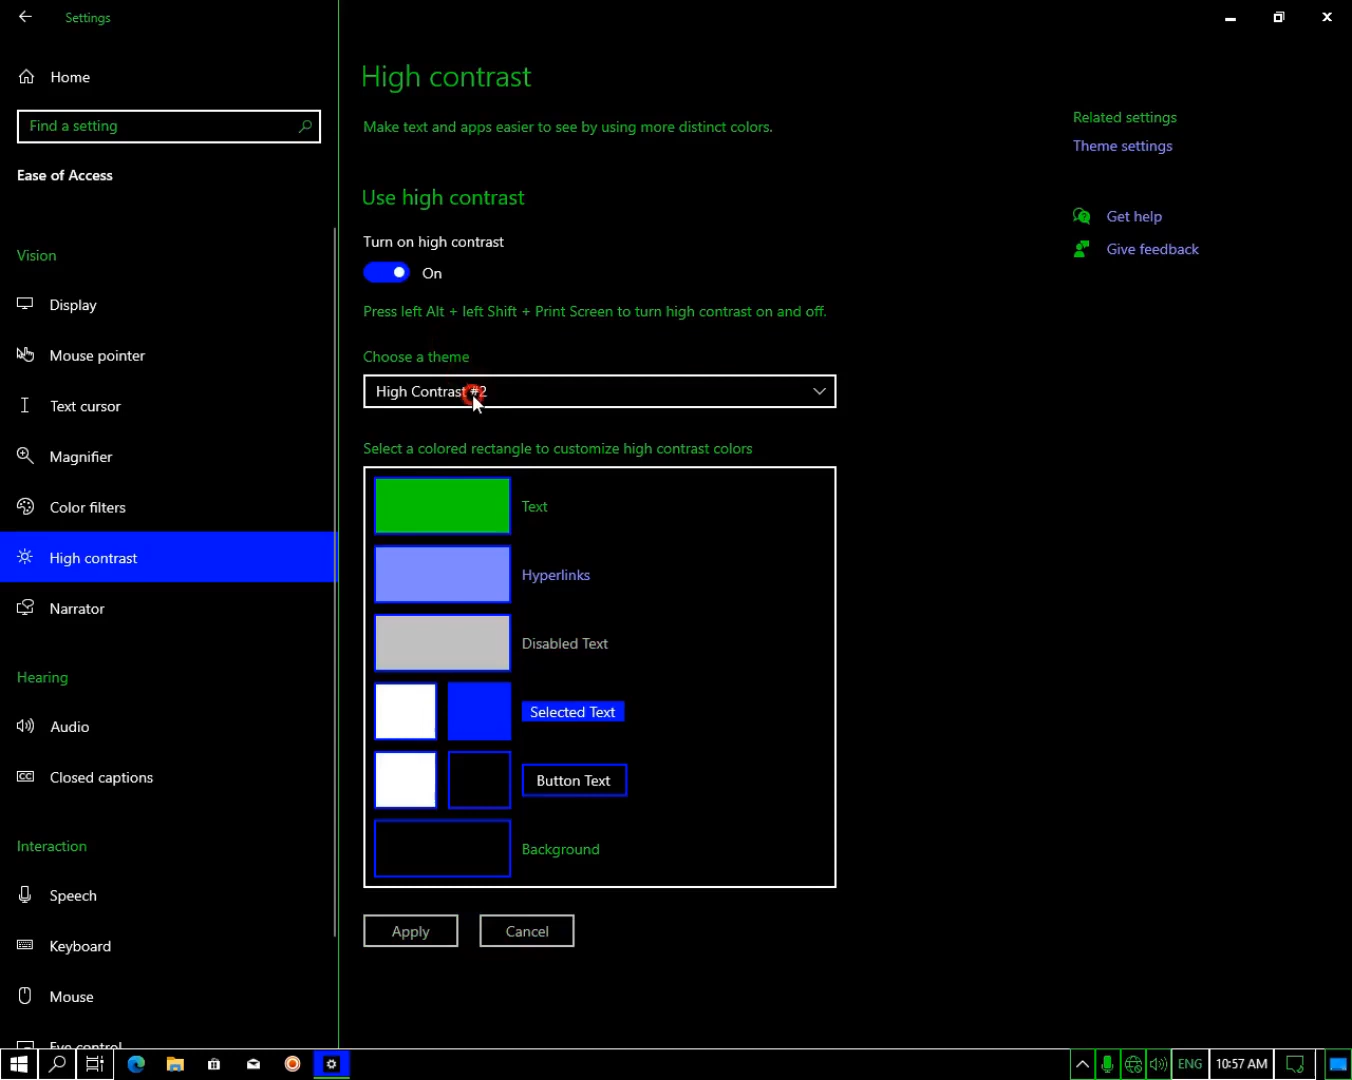 Settings
Home
Find a setting
Ease of Access
Vision
Display
Mouse pointer
Text cursor
Magnifier
Color filters
High contrast
Narrator
Hearing
Audio
Closed captions
Interaction
Speech
Keyboard
Mouse
Eye control
High contrast
Make text and apps easier to see by using more distinct colors.
Use high contrast
Turn on high contrast
On
Press left Alt + left Shift + Print Screen to turn high contrast on and off.
Choose a theme
High Contrast #2
Select a colored rectangle to customize high contrast colors
Text
Hyperlinks
Disabled Text
Selected Text
Button Text
Background
Apply Cancel
Related settings
Theme settings
Get help
Give feedback
ENG 10:57 AM